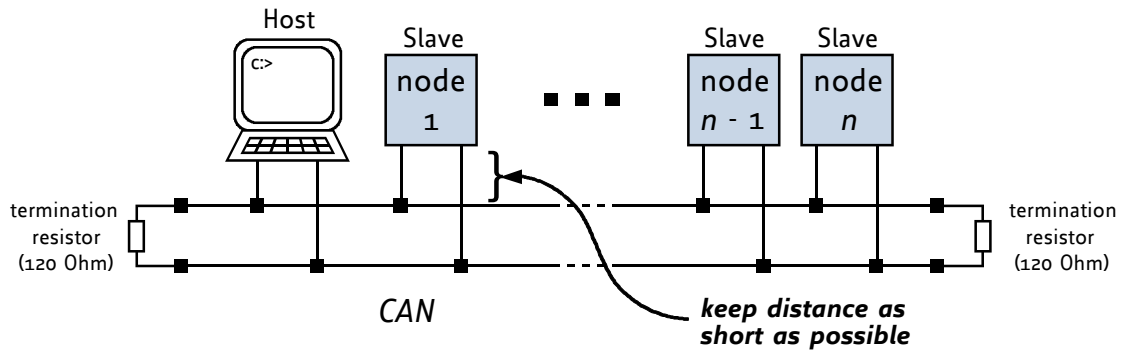 Host
C:>
Slave
node
1
Slave
node
n - 1
Slave
node
n
termination
resistor
(120 Ohm)
termination
resistor
(120 Ohm)
CAN
keep distance as
short as possible